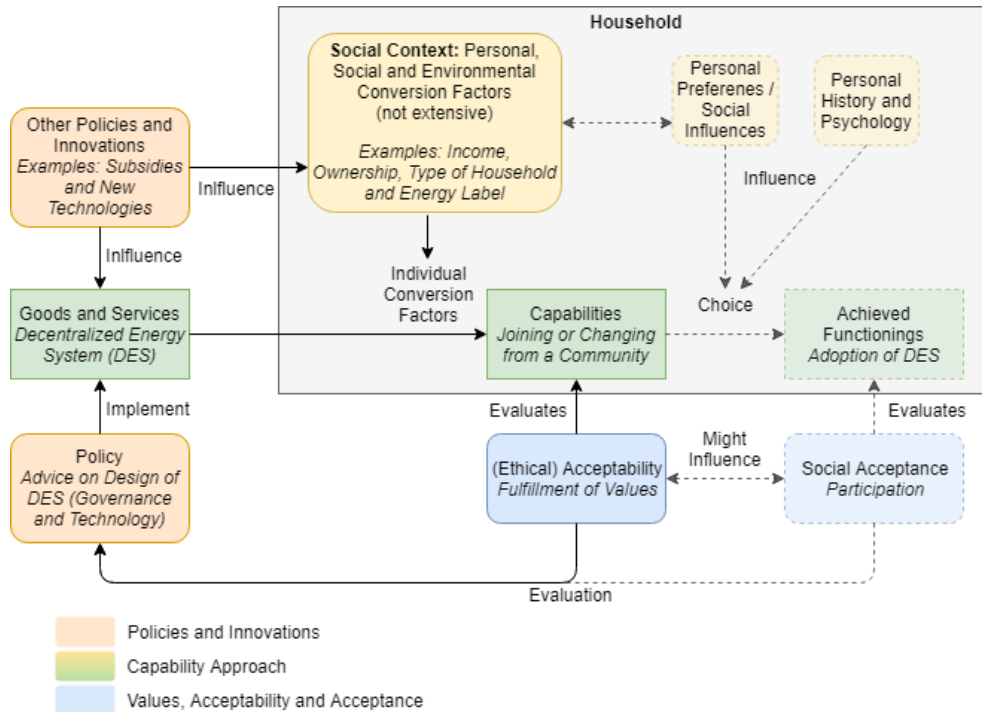 Household
Social Context: Personal,
Social and Environmental
Conversion Factors
(not extensive)
Examples: Income,
Ownership, Type of Household
and Energy Label
Personal
Preferenes /
Social
Influences
Personal
History and
Psychology
Other Policies and
Innovations
Examples: Subsidies
and New
Technologies
Inlfluence
Influence
Inlfluence
Individual
Conversion
Factors
Choice
Goods and Services
Decentralized Energy
System (DES)
Capabilities
Joining or Changing
from a Community
Achieved
Functionings
Adoption of DES
Implement
Evaluates
Evaluates
Policy
Advice on Design of
DES (Governance
and Technology)
(Ethical) Acceptability
Fulfillment of Values
Might
Influence
Social Acceptance
Participation
Evaluation
Policies and Innovations
Capability Approach
Values, Acceptability and Acceptance